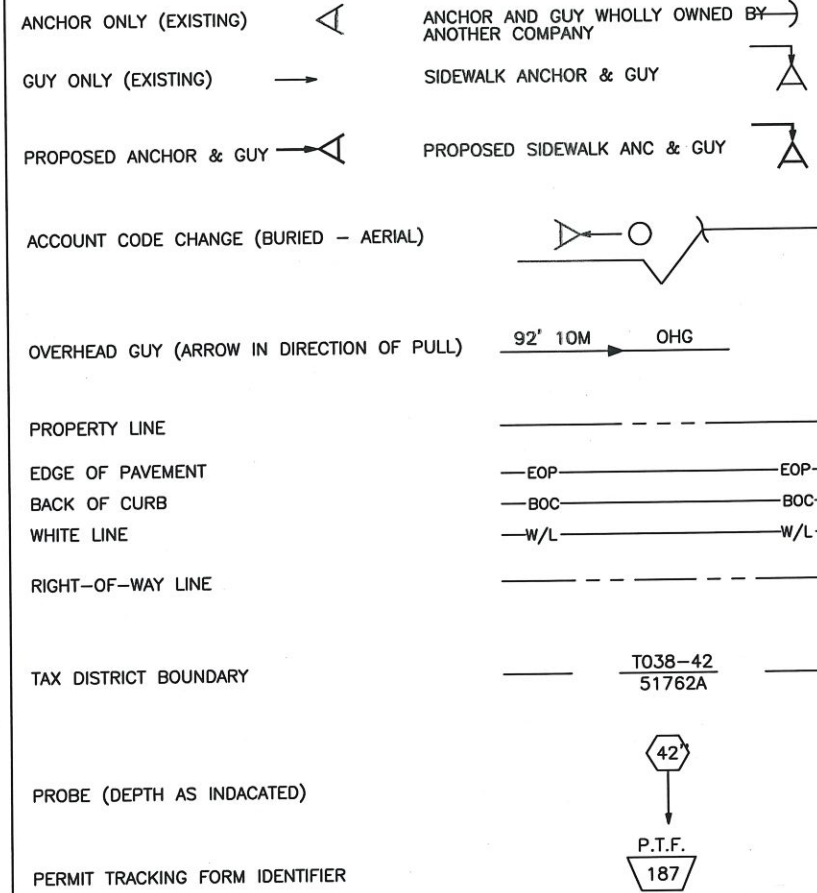 ANCHOR ONLY (EXISTING)
ANCHOR AND GUY WHOLLY OWNED BY
ANOTHER COMPANY
GUY ONLY (EXISTING)
SIDEWALK ANCHOR & GUY
PROPOSED ANCHOR & GUY
PROPOSED SIDEWALK ANC & GUY
ACCOUNT CODE CHANGE (BURIED – AERIAL)
OVERHEAD GUY (ARROW IN DIRECTION OF PULL)
92' 10M OHG
PROPERTY LINE
EDGE OF PAVEMENT
EOP EOP
BACK OF CURB
BOC BOC
WHITE LINE
W/L W/L
RIGHT-OF-WAY LINE
TAX DISTRICT BOUNDARY
T038-42
51762A
42"
PROBE (DEPTH AS INDACATED)
P.T.F.
PERMIT TRACKING FORM IDENTIFIER
187